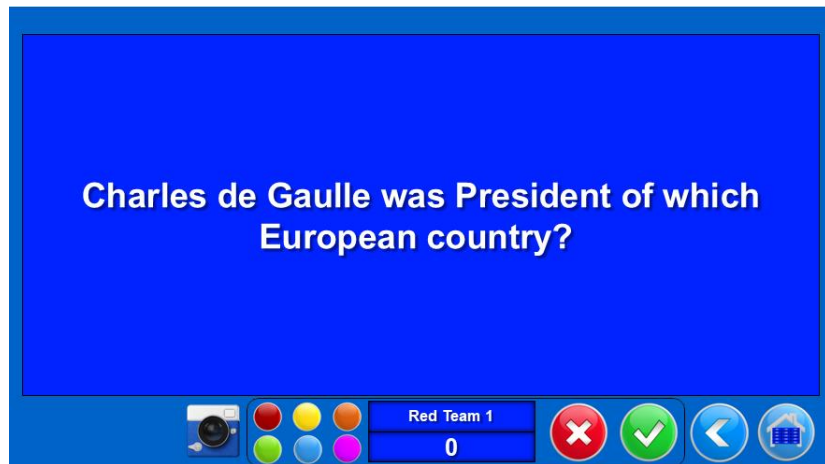 Charles de Gaulle was President of which
European country?
Red Team 1
0